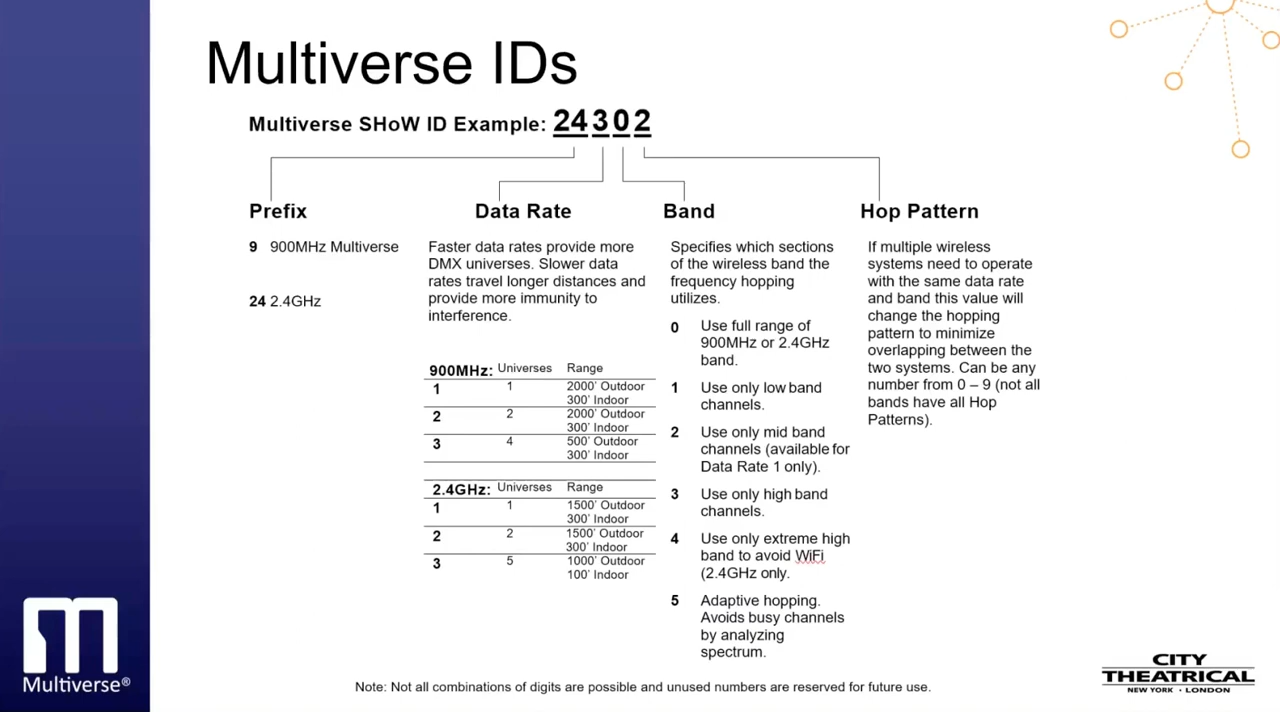 Multiverse IDs
Multiverse SHoW ID Example: 24302
Prefix
9 900MHz Multiverse
24 2.4GHz
Data Rate
Faster data rates provide more
DMX universes. Slower data
rates travel longer distances and
provide more immunity to
interference.
900MHz: Universes Range
1 1 2000' Outdoor
300' Indoor
2 2 2000' Outdoor
300' Indoor
3 4 500' Outdoor
300' Indoor
2.4GHz: Universes Range
1 1 1500' Outdoor
300' Indoor
2 2 1500' Outdoor
300' Indoor
3 5 1000' Outdoor
100' Indoor
Band
Specifies which sections
of the wireless band the
frequency hopping
utilizes.
0 Use full range of
900MHz or 2.4GHz
band.
1 Use only low band
channels.
2 Use only mid band
channels (available for
Data Rate 1 only).
3 Use only high band
channels.
4 Use only extreme high
band to avoid WiFi
(2.4GHz only.
5 Adaptive hopping.
Avoids busy channels
by analyzing
spectrum.
Hop Pattern
If multiple wireless
systems need to operate
with the same data rate
and band this value will
change the hopping
pattern to minimize
overlapping between the
two systems. Can be any
number from 0 – 9 (not all
bands have all Hop
Patterns).
Note: Not all combinations of digits are possible and unused numbers are reserved for future use.
Multiverse®
CITY
THEATRICAL
NEW YORK • LONDON